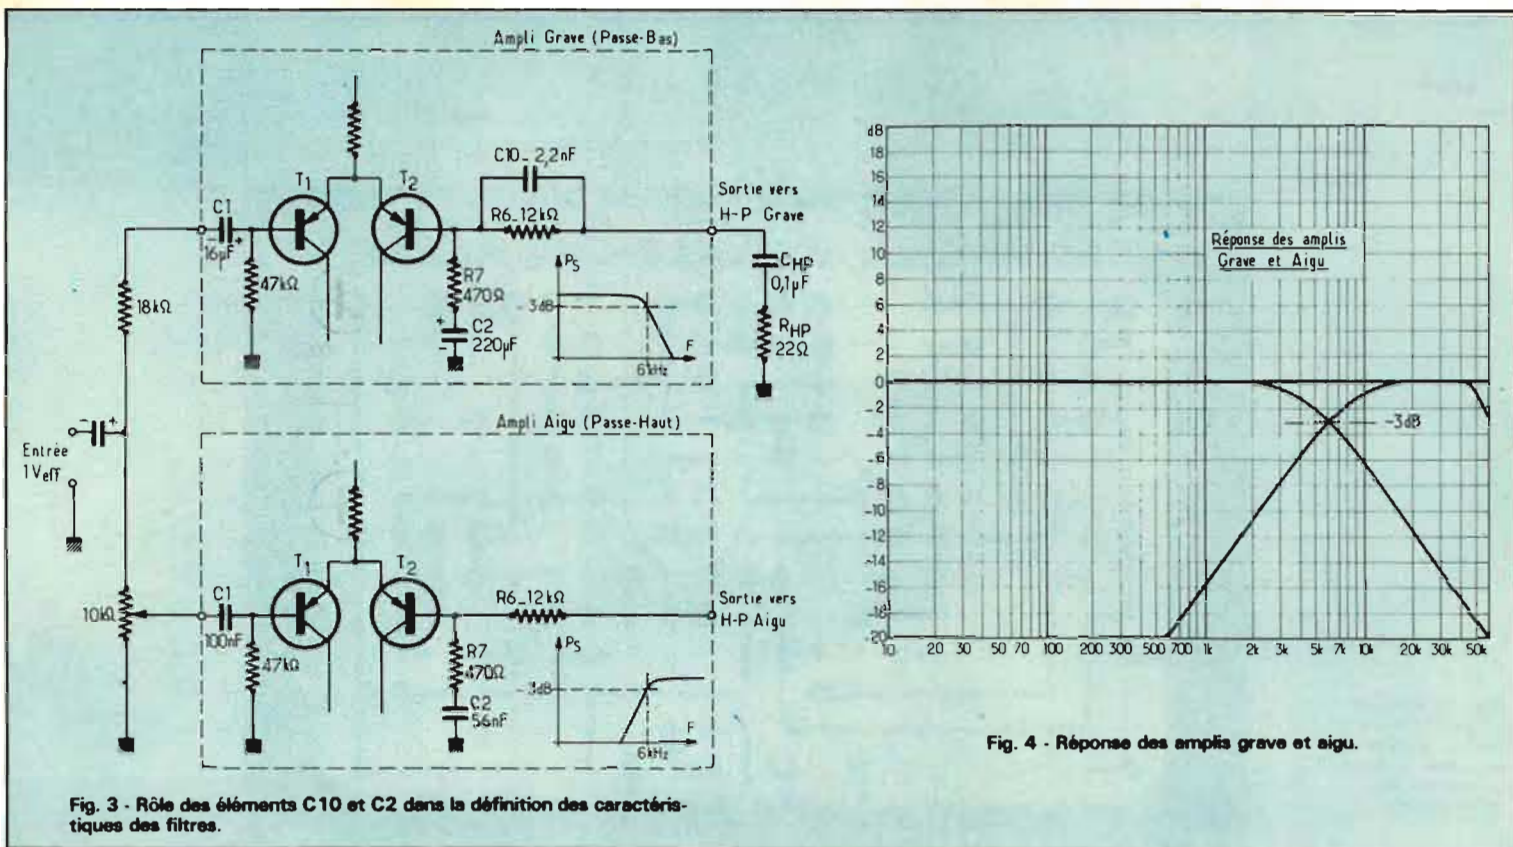 Ampli Grave (Passe-Bas)
C10_ 2,2nF
T1
T2
Sortie vers
H-P Grave
C1
16µF
R6_12kΩ
CHP
0,1µF
18kΩ
47kΩ
R7
470Ω
PS
-3dB
RHP
22Ω
C2
220µF
F
6kHz
Entrée
1Veff
Ampli Aigu (Passe-Haut)
T1
T2
R6_12kΩ
Sortie vers
H-P Aigu
10kΩ
C1
100nF
47kΩ
R7
470Ω
PS
-3dB
C2
56nF
F
6kHz
Fig. 3 - Rôle des éléments C10 et C2 dans la définition des caractéris-
tiques des filtres.
dB
18
16
14
12
10
8
6
4
2
0
-2
-4
-6
-8
-10
-12
-14
-16
-18
-20
Réponse des amplis
Grave et Aigu
-3dB
10 20 30 50 70 100 200 300 500 700 1k 2k 3k 5k 7k 10k 20k 30k 50k
Fig. 4 - Réponse des amplis grave et aigu.